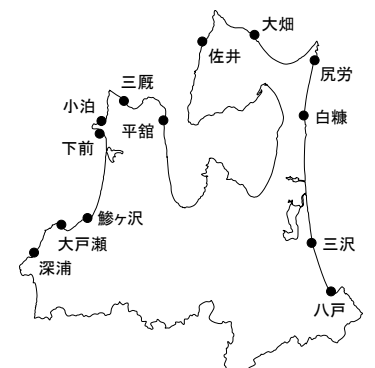 大畑
佐井
尻労
三厩
小泊
平舘
白糠
下前
鰺ヶ沢
大戸瀬
三沢
深浦
八戸